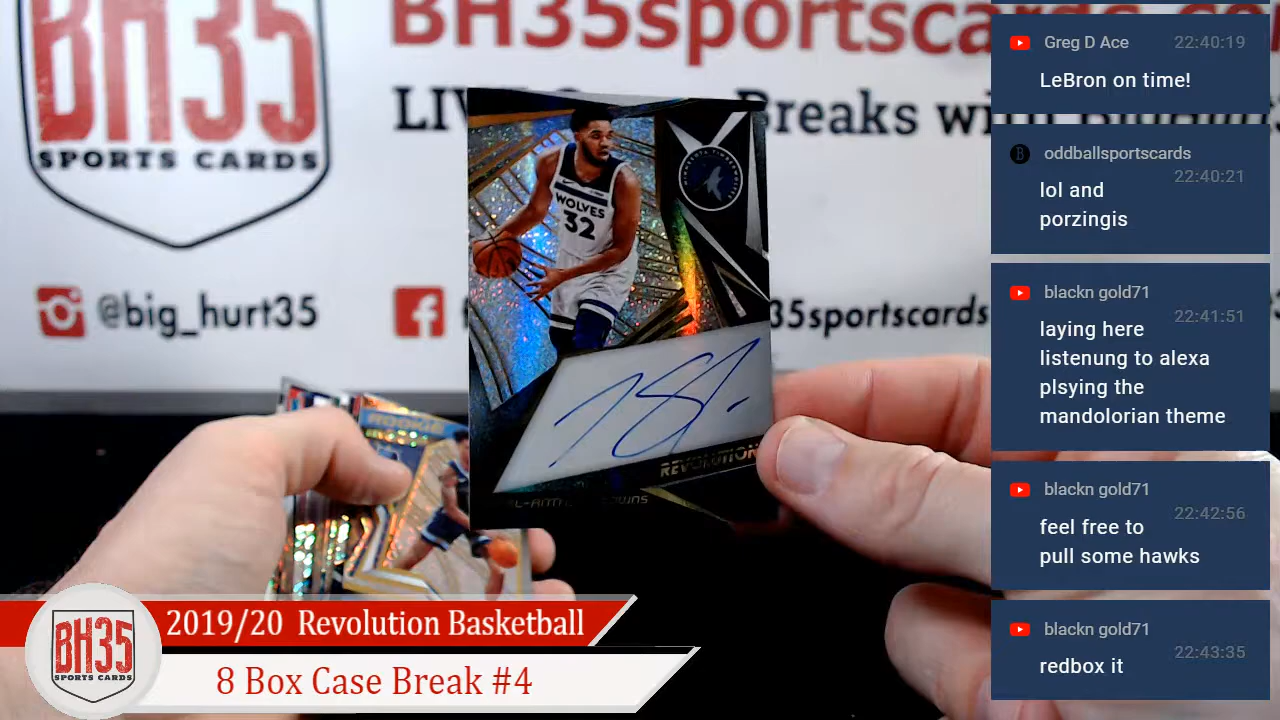 BH35
SPORTS CARDS
BH35sportsca
Breaks wi
@big_hurt35
35sportscards
WOLVES
32
ROOKIE
REVOLUTION
2019/20 Revolution Basketball
8 Box Case Break #4
BH35
SPORTS CARDS
Greg D Ace 22:40:19
LeBron on time!
oddballsportscards
22:40:21
lol and
porzingis
blackn gold71
22:41:51
laying here
listenung to alexa
plsying the
mandolorian theme
blackn gold71
22:42:56
feel free to
pull some hawks
blackn gold71
22:43:35
redbox it